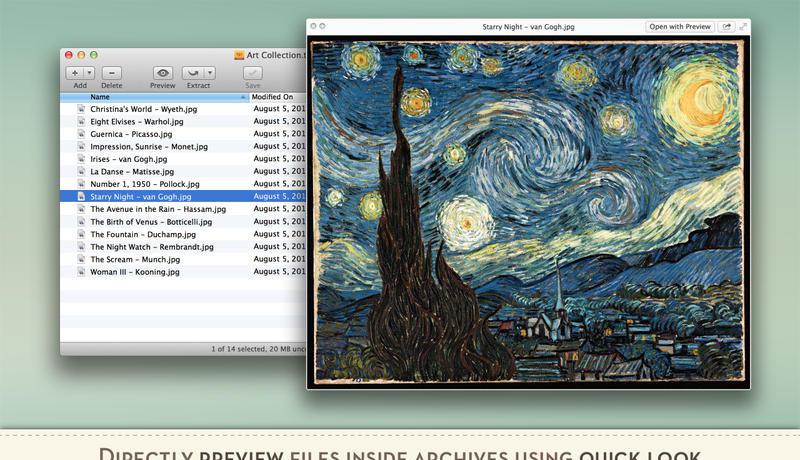 Starry Night – van Gogh.jpg
Open with Preview
Art Collection.t
Add
Delete
Preview
Extract
Save
Name
Modified On
Christina's World – Wyeth.jpg August 5, 201
Eight Elvises – Warhol.jpg August 5, 201
Guernica – Picasso.jpg August 5, 201
Impression, Sunrise – Monet.jpg August 5, 201
Irises – van Gogh.jpg August 5, 201
La Danse – Matisse.jpg August 5, 201
Number 1, 1950 – Pollock.jpg August 5, 201
Starry Night – van Gogh.jpg August 5, 201
The Avenue in the Rain – Hassam.jpg August 5, 201
The Birth of Venus – Botticelli.jpg August 5, 201
The Fountain – Duchamp.jpg August 5, 201
The Night Watch – Rembrandt.jpg August 5, 201
The Scream – Munch.jpg August 5, 201
Woman III – Kooning.jpg August 5, 201
1 of 14 selected, 20 MB unco
DIRECTLY PREVIEW FILES INSIDE ARCHIVES USING QUICK LOOK